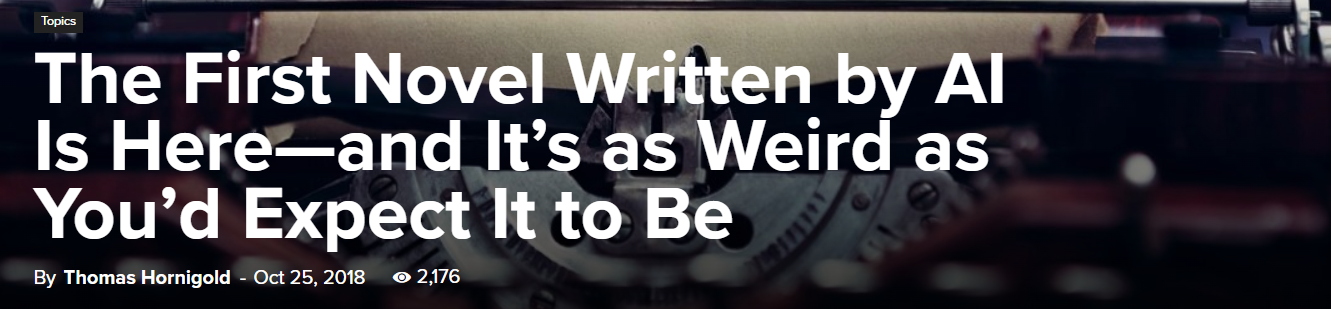 Topics
The First Novel Written by AI
Is Here—and It’s as Weird as
You’d Expect It to Be
By Thomas Hornigold - Oct 25, 2018 2,176